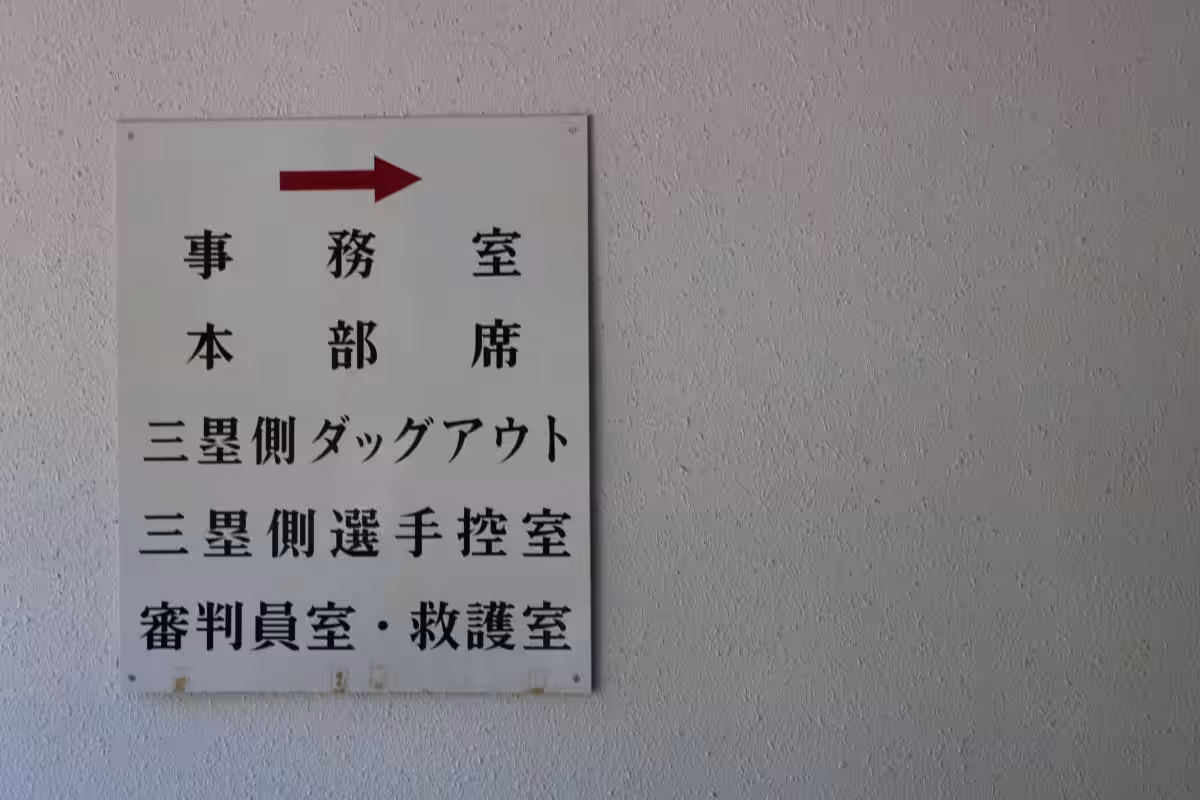 事務室
本部席
三塁側ダッグアウト
三塁側選手控室
審判員室・救護室